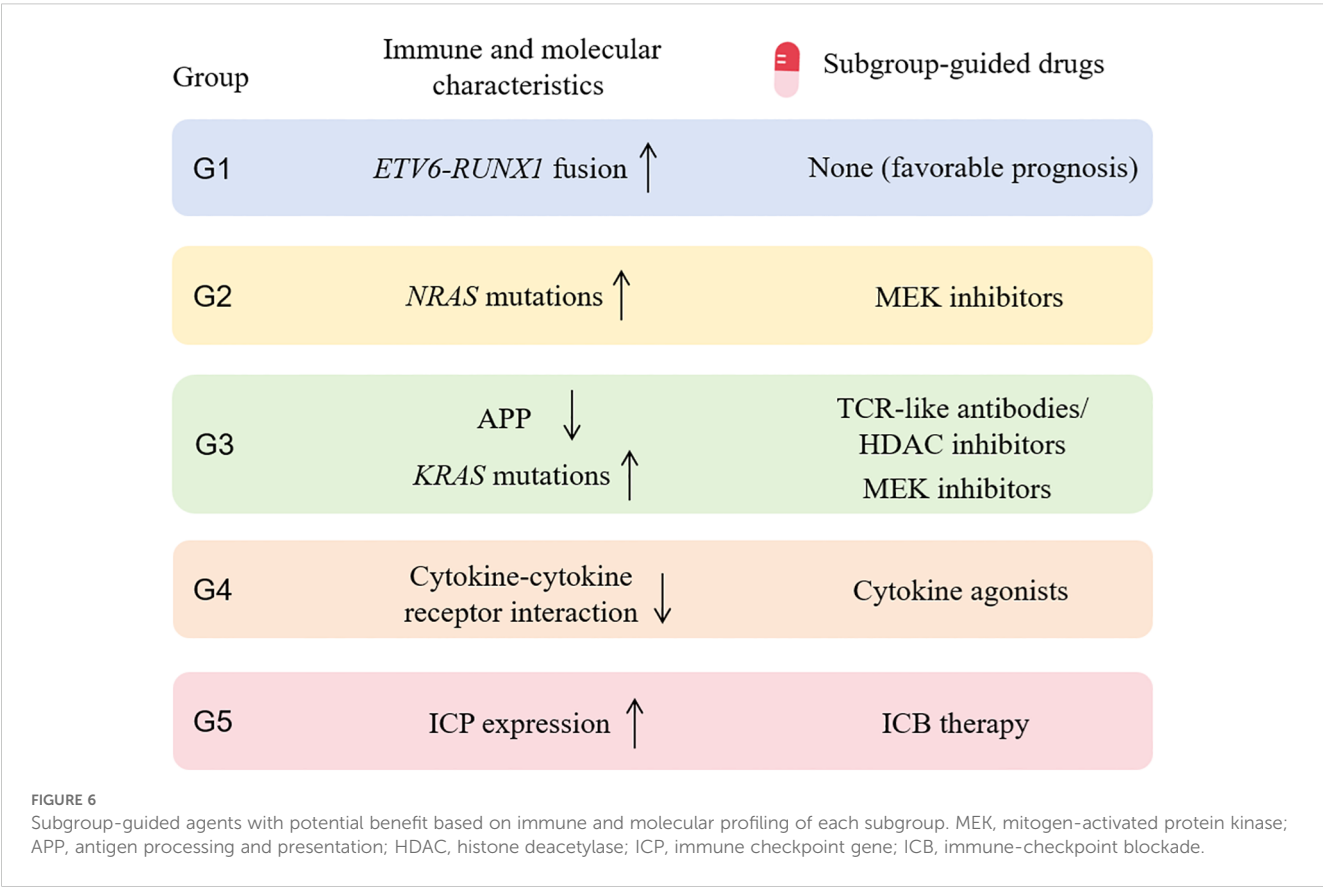 Group
Immune and molecular
characteristics
Subgroup-guided drugs
G1
ETV6-RUNX1 fusion ↑
None (favorable prognosis)
G2
NRAS mutations ↑
MEK inhibitors
G3
APP ↓
KRAS mutations ↑
TCR-like antibodies/
HDAC inhibitors
MEK inhibitors
G4
Cytokine-cytokine
receptor interaction ↓
Cytokine agonists
G5
ICP expression ↑
ICB therapy
FIGURE 6
Subgroup-guided agents with potential benefit based on immune and molecular profiling of each subgroup. MEK, mitogen-activated protein kinase;
APP, antigen processing and presentation; HDAC, histone deacetylase; ICP, immune checkpoint gene; ICB, immune-checkpoint blockade.